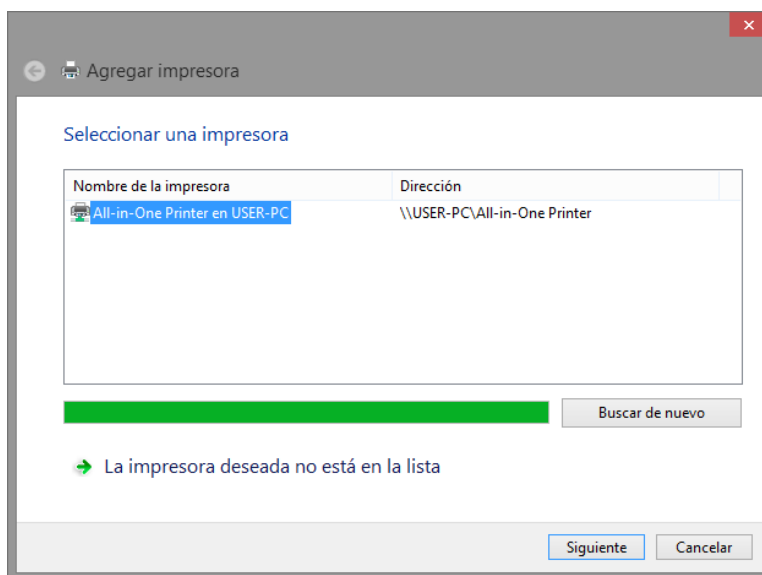 Agregar impresora
Seleccionar una impresora
Nombre de la impresora Dirección
All-in-One Printer en USER-PC \\USER-PC\All-in-One Printer
Buscar de nuevo
La impresora deseada no está en la lista
Siguiente Cancelar